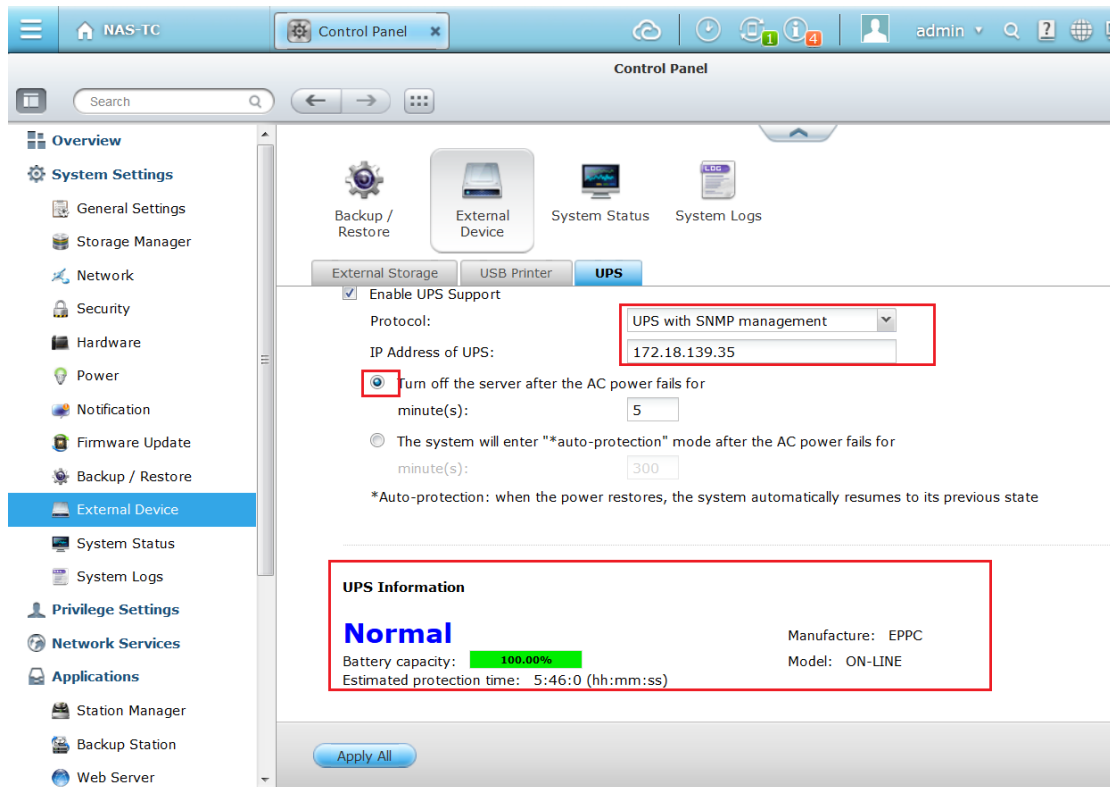 NAS-TC
Control Panel
1
4
admin
?
Control Panel
Search
Overview
System Settings
General Settings
Storage Manager
Network
Security
Hardware
Power
Notification
Firmware Update
Backup / Restore
External Device
System Status
System Logs
Privilege Settings
Network Services
Applications
Station Manager
Backup Station
Web Server
Backup /
Restore
External
Device
System Status
LOG
System Logs
External Storage
USB Printer
UPS
Enable UPS Support
Protocol: UPS with SNMP management
IP Address of UPS: 172.18.139.35
Turn off the server after the AC power fails for
minute(s): 5
The system will enter "*auto-protection" mode after the AC power fails for
minute(s): 300
*Auto-protection: when the power restores, the system automatically resumes to its previous state
UPS Information
Normal
Manufacture: EPPC
Battery capacity: 100.00%
Model: ON-LINE
Estimated protection time: 5:46:0 (hh:mm:ss)
Apply All